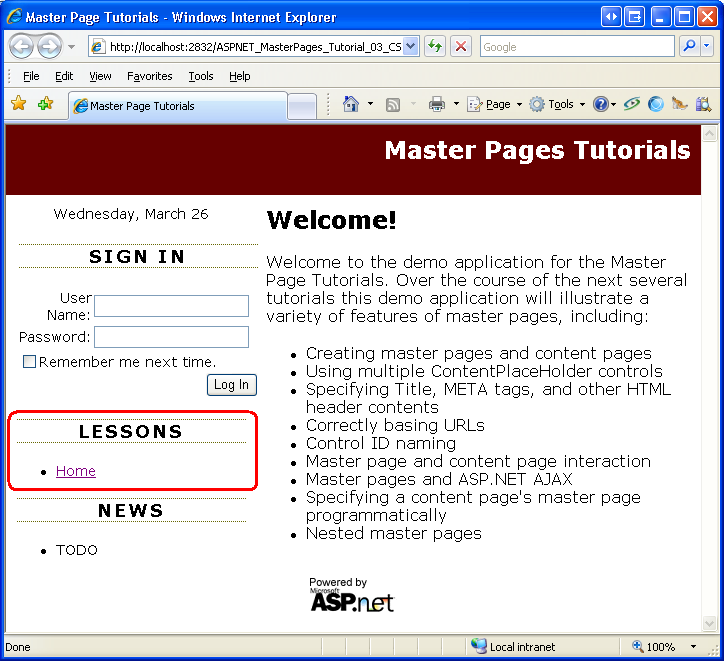 Master Page Tutorials - Windows Internet Explorer
http://localhost:2832/ASPNET_MasterPages_Tutorial_03_CS
Google
File Edit View Favorites Tools Help
Master Page Tutorials
Page Tools
Master Pages Tutorials
Wednesday, March 26
SIGN IN
User
Name:
Password:
Remember me next time.
Log In
LESSONS
Home
NEWS
TODO
Welcome!
Welcome to the demo application for the Master
Page Tutorials. Over the course of the next several
tutorials this demo application will illustrate a
variety of features of master pages, including:
Creating master pages and content pages
Using multiple ContentPlaceHolder controls
Specifying Title, META tags, and other HTML
header contents
Correctly basing URLs
Control ID naming
Master page and content page interaction
Master pages and ASP.NET AJAX
Specifying a content page's master page
programmatically
Nested master pages
Powered by
Microsoft
ASP.net
Done
Local intranet
100%